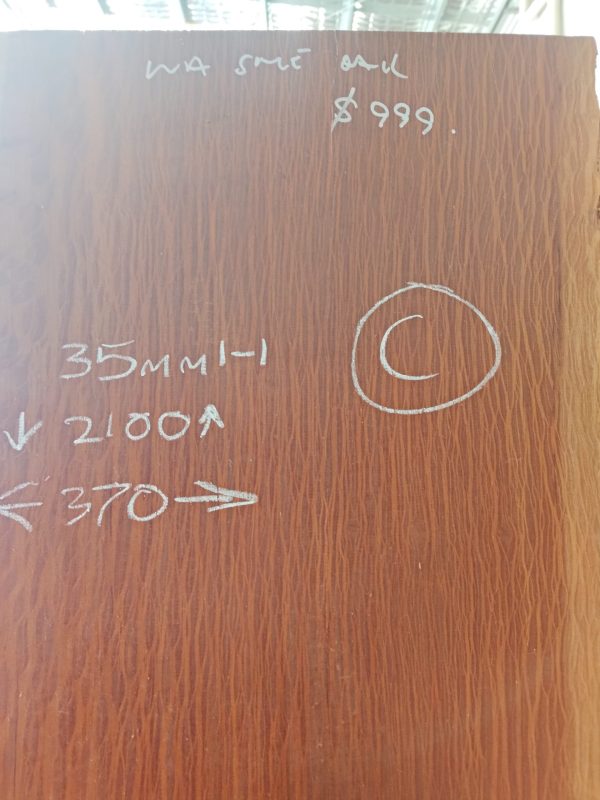 WA SHE OAK
$999.
C
35mm |-|
↓ 2100 ↑
← 370 →